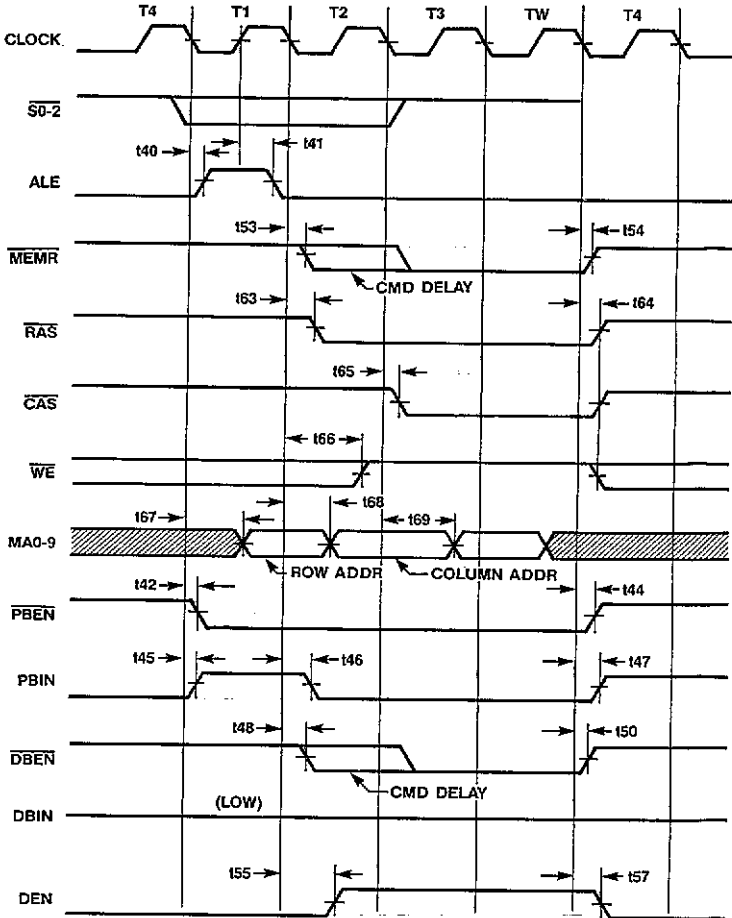 T4 T1 T2 T3 TW T4
CLOCK
S0-2
t40 t41
ALE
t53 t54
MEMR
CMD DELAY
t63 t64
RAS
t65
CAS
t66
WE
t67 t68 t69
MA0-9
ROW ADDR COLUMN ADDR
t42 t44
PBEN
t45 t46 t47
PBIN
t48 t50
DBEN
CMD DELAY
(LOW)
DBIN
t55 t57
DEN